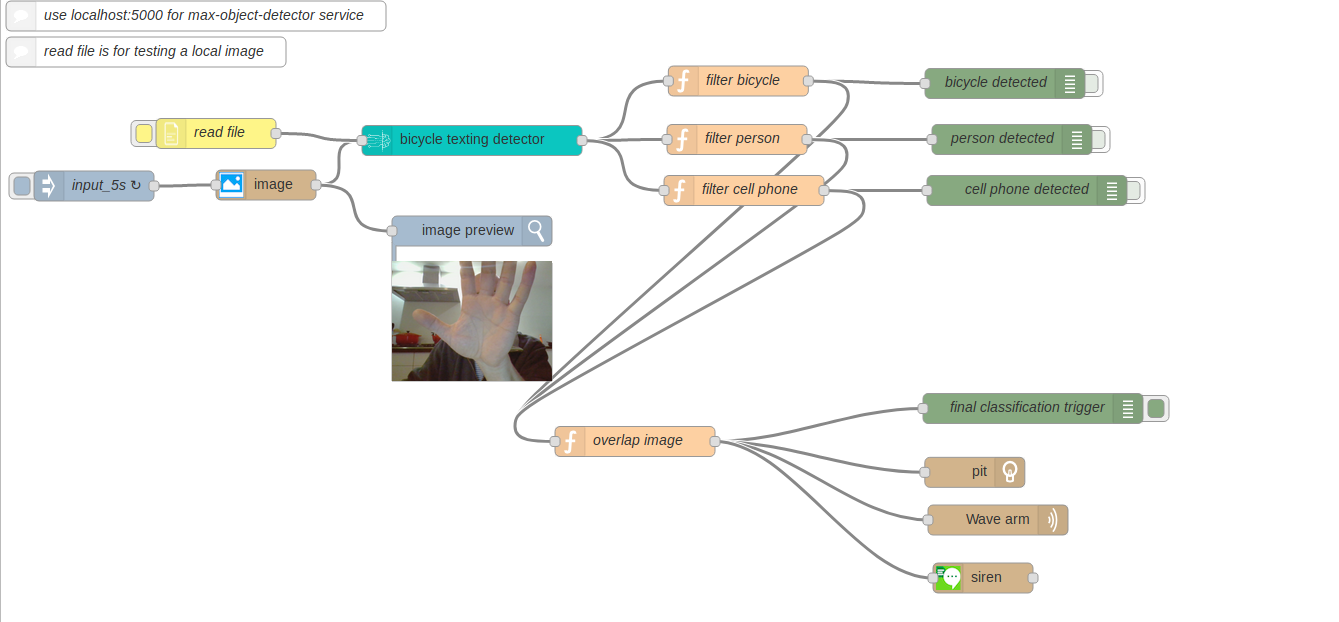 use localhost:5000 for max-object-detector service
read file is for testing a local image
filter bicycle
bicycle detected
read file
bicycle texting detector
filter person
person detected
input_5s ↻
image
filter cell phone
cell phone detected
image preview
final classification trigger
overlap image
pit
Wave arm
siren